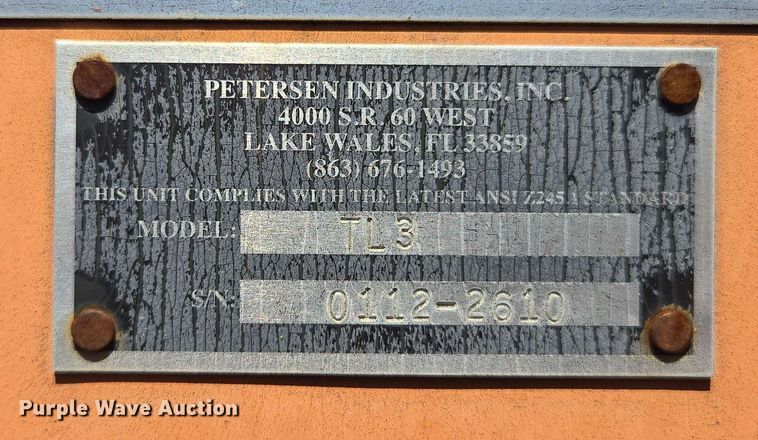 PETERSEN INDUSTRIES, INC.
4000 S.R. 60 WEST
LAKE WALES, FL 33859
(863) 676-1493
THIS UNIT COMPLIES WITH THE LATEST ANSI Z245.1 STANDARD
MODEL: TL3
S/N: 0112-2610
Purple Wave Auction